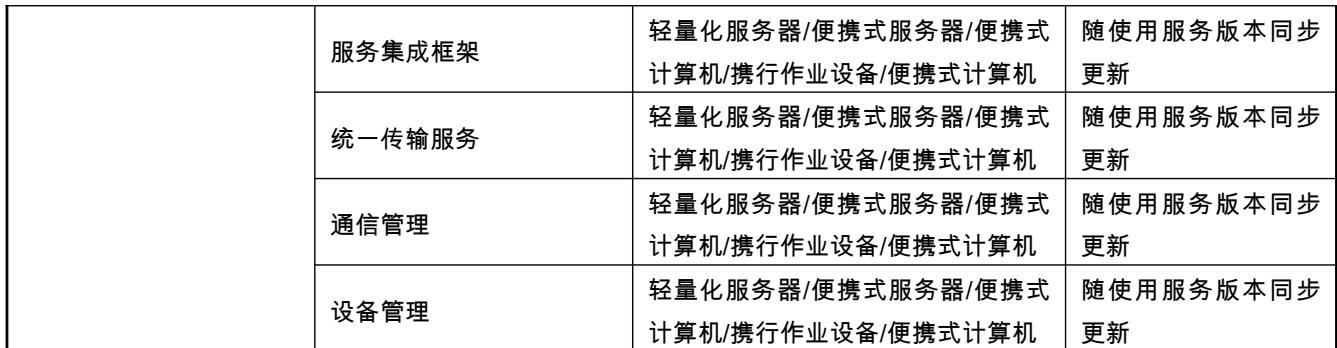 服务集成框架
轻量化服务器/便携式服务器/便携式
计算机/携行作业设备/便携式计算机
随使用服务版本同步
更新
统一传输服务
轻量化服务器/便携式服务器/便携式
计算机/携行作业设备/便携式计算机
随使用服务版本同步
更新
通信管理
轻量化服务器/便携式服务器/便携式
计算机/携行作业设备/便携式计算机
随使用服务版本同步
更新
设备管理
轻量化服务器/便携式服务器/便携式
计算机/携行作业设备/便携式计算机
随使用服务版本同步
更新